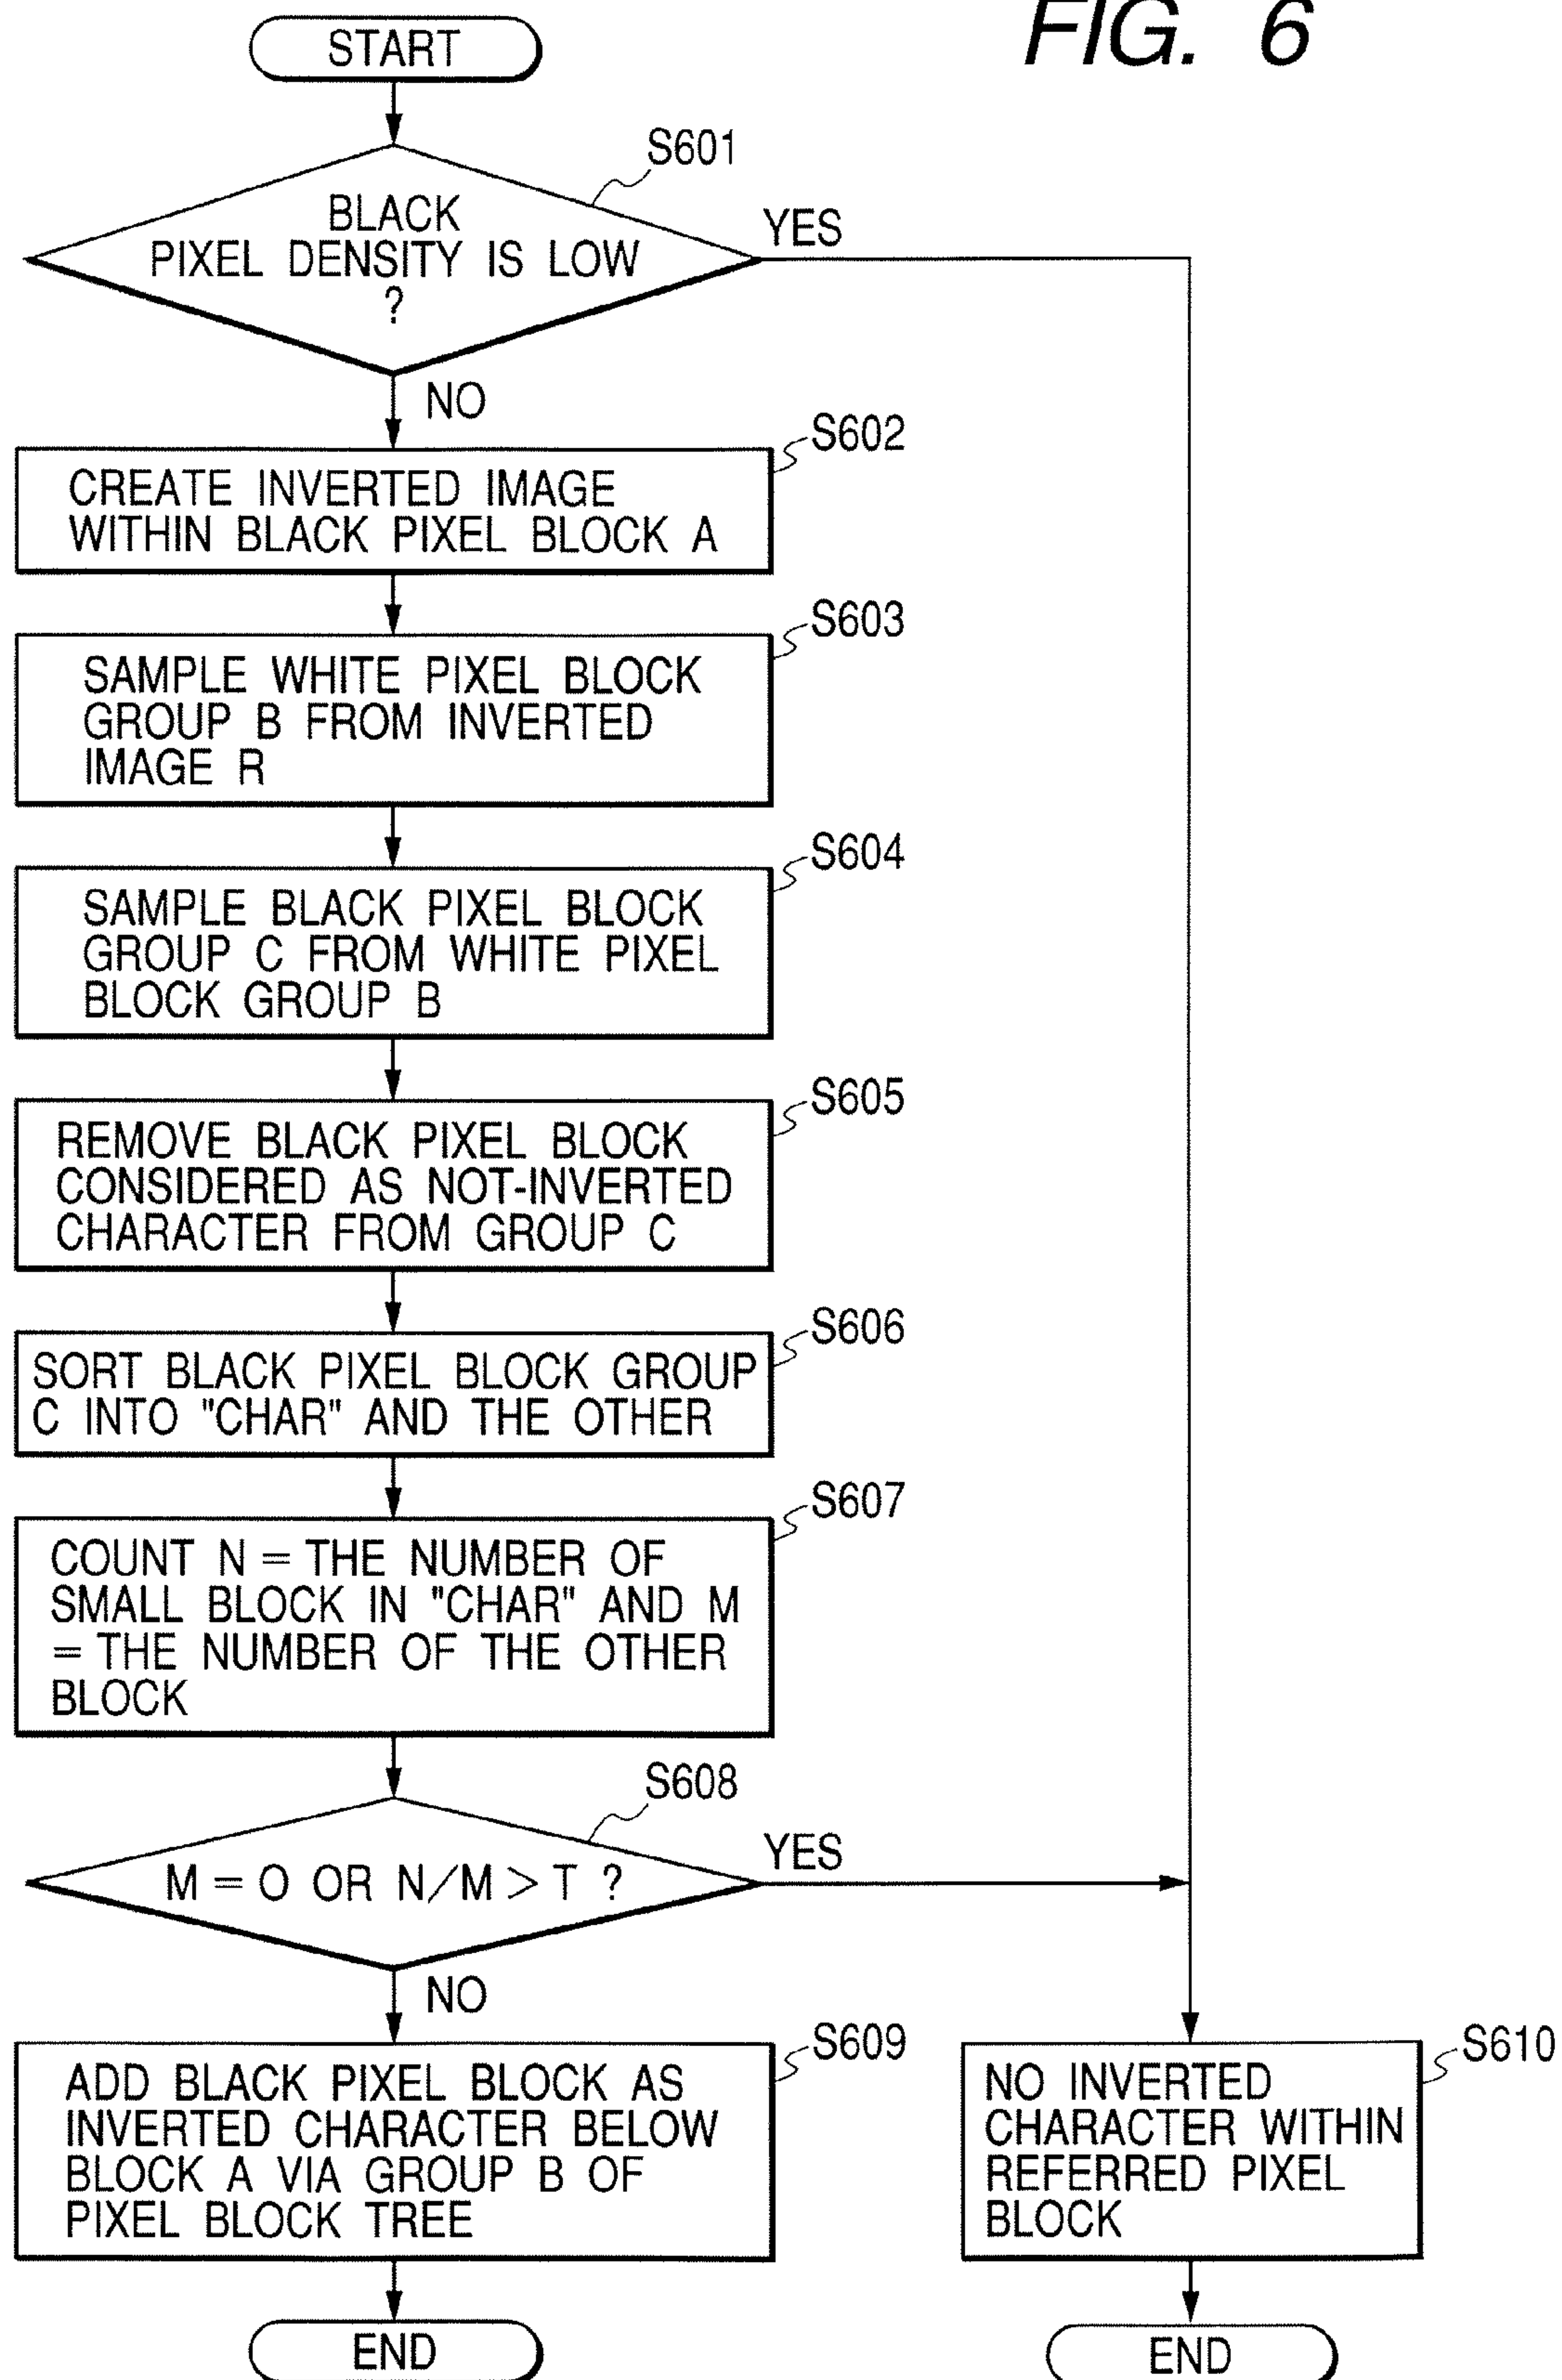 FIG. 6
START
S601
BLACK
PIXEL DENSITY IS LOW
?
YES
NO
S602
CREATE INVERTED IMAGE
WITHIN BLACK PIXEL BLOCK A
S603
SAMPLE WHITE PIXEL BLOCK
GROUP B FROM INVERTED
IMAGE R
S604
SAMPLE BLACK PIXEL BLOCK
GROUP C FROM WHITE PIXEL
BLOCK GROUP B
S605
REMOVE BLACK PIXEL BLOCK
CONSIDERED AS NOT-INVERTED
CHARACTER FROM GROUP C
S606
SORT BLACK PIXEL BLOCK GROUP
C INTO "CHAR" AND THE OTHER
S607
COUNT N = THE NUMBER OF
SMALL BLOCK IN "CHAR" AND M
= THE NUMBER OF THE OTHER
BLOCK
S608
M = O OR N/M > T ?
YES
NO
S609
ADD BLACK PIXEL BLOCK AS
INVERTED CHARACTER BELOW
BLOCK A VIA GROUP B OF
PIXEL BLOCK TREE
S610
NO INVERTED
CHARACTER WITHIN
REFERRED PIXEL
BLOCK
END
END